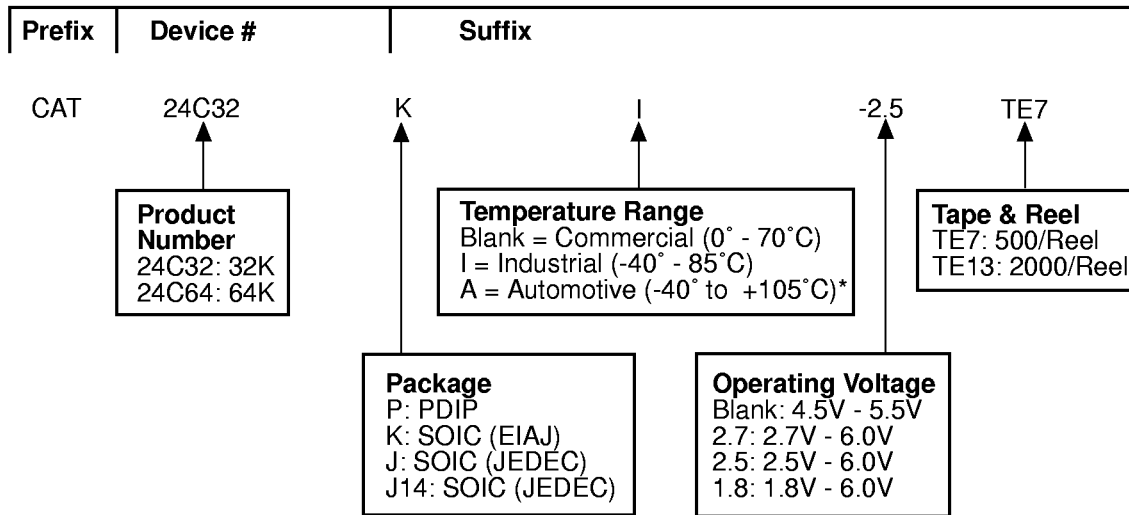 Prefix Device # Suffix
CAT 24C32 K I -2.5 TE7
Product
Number
24C32: 32K
24C64: 64K
Temperature Range
Blank = Commercial (0˚ - 70˚C)
I = Industrial (-40˚ - 85˚C)
A = Automotive (-40˚ to +105˚C)*
Tape & Reel
TE7: 500/Reel
TE13: 2000/Reel
Package
P: PDIP
K: SOIC (EIAJ)
J: SOIC (JEDEC)
J14: SOIC (JEDEC)
Operating Voltage
Blank: 4.5V - 5.5V
2.7: 2.7V - 6.0V
2.5: 2.5V - 6.0V
1.8: 1.8V - 6.0V